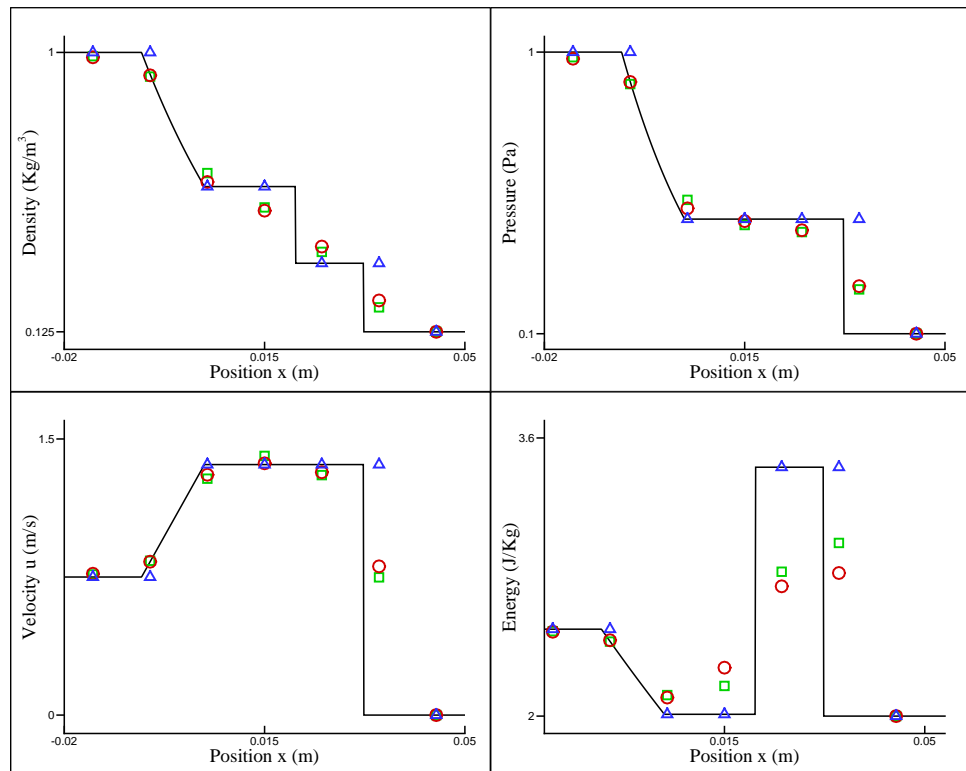 1
0.125
-0.02
0.015
0.05
Position x (m)
Density (Kg/m³)
1
0.1
-0.02
0.015
0.05
Position x (m)
Pressure (Pa)
1.5
0
-0.02
0.015
0.05
Position x (m)
Velocity u (m/s)
3.6
2
0.015
0.05
Position x (m)
Energy (J/Kg)